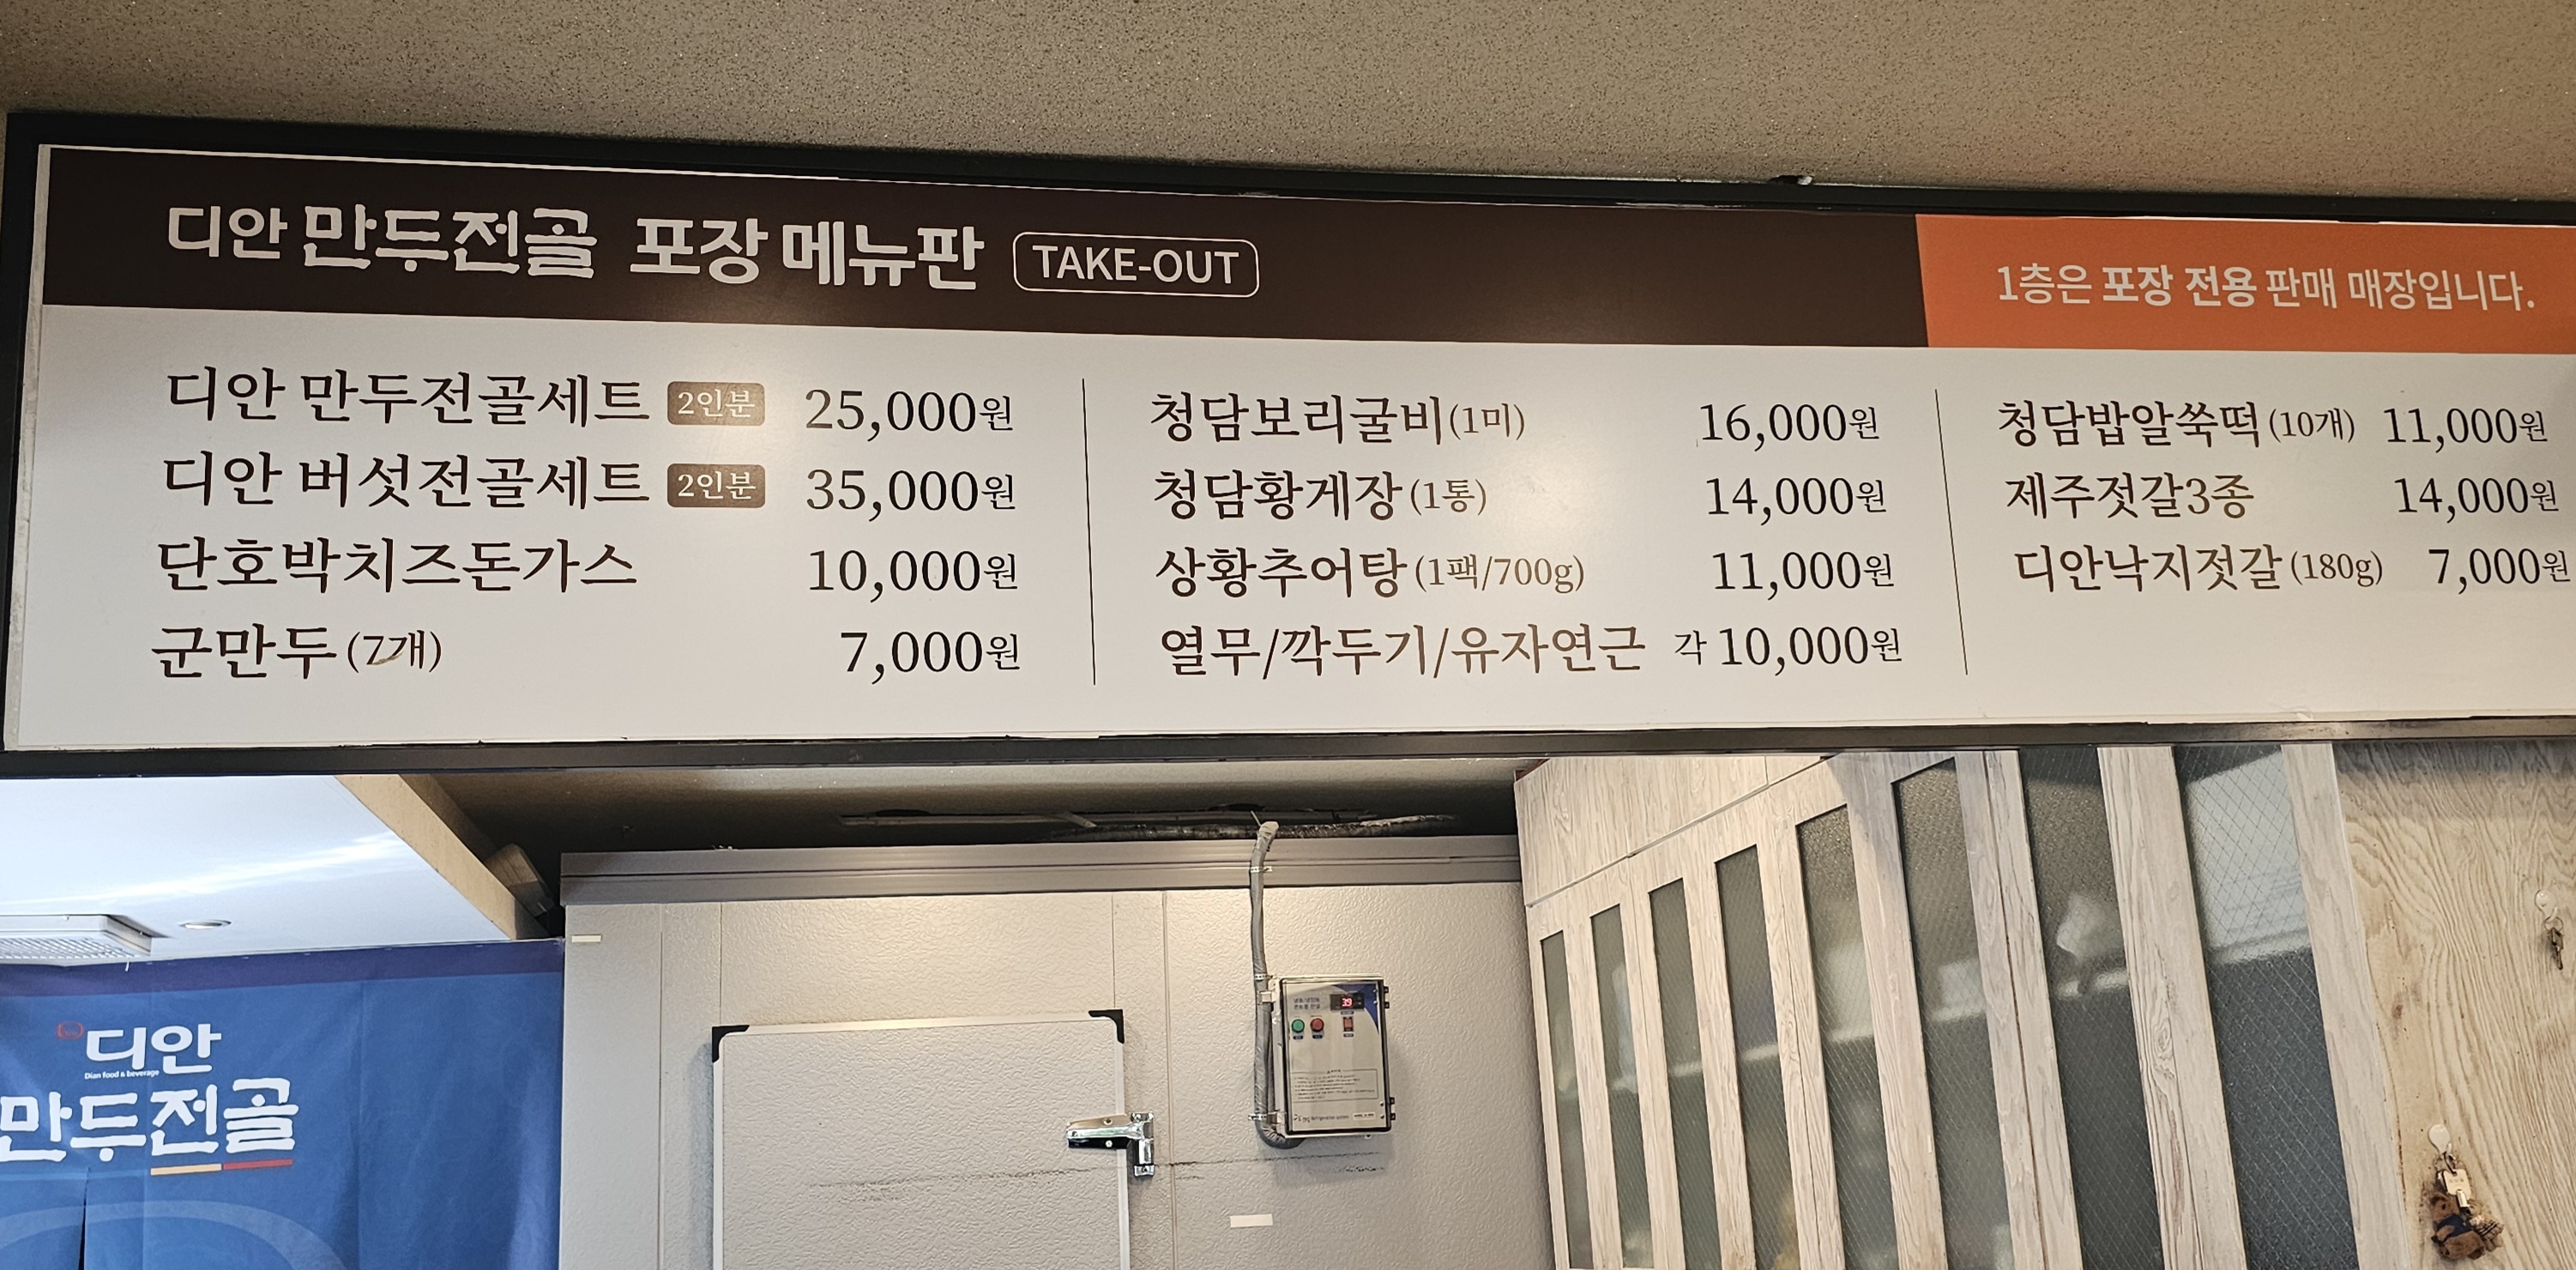 디안 만두전골 포장 메뉴판 TAKE-OUT
1층은 포장 전용 판매 매장입니다.
디안 만두전골세트 2인분 25,000원
디안 버섯전골세트 2인분 35,000원
단호박치즈돈가스 10,000원
군만두 (7개) 7,000원
청담보리굴비(1미) 16,000원
청담황게장 (1통) 14,000원
상황추어탕 (1팩/700g) 11,000원
열무/깍두기/유자연근 각 10,000원
청담밥알쑥떡 (10개) 11,000원
제주젓갈3종 14,000원
디안낙지젓갈 (180g) 7,000원
디안
Dian food & beverage
만두전골
39